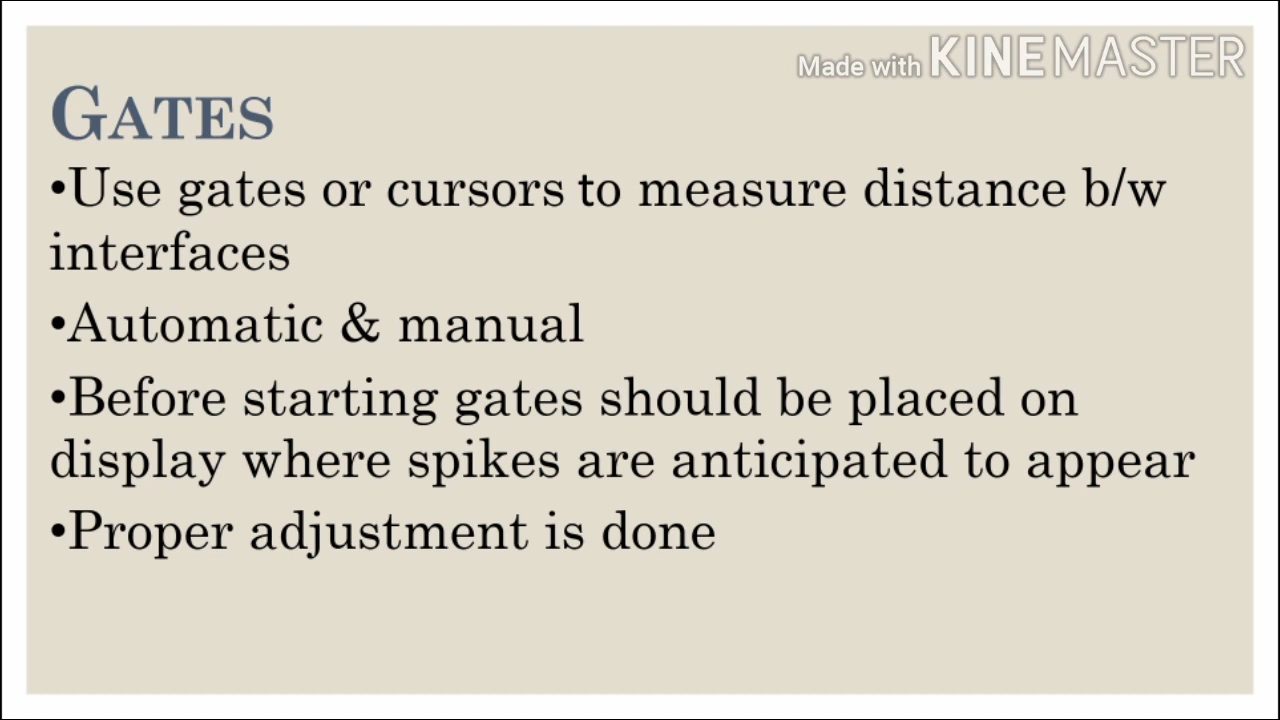 Made with KINEMASTER
GATES
•Use gates or cursors to measure distance b/w
interfaces
•Automatic & manual
•Before starting gates should be placed on
display where spikes are anticipated to appear
•Proper adjustment is done